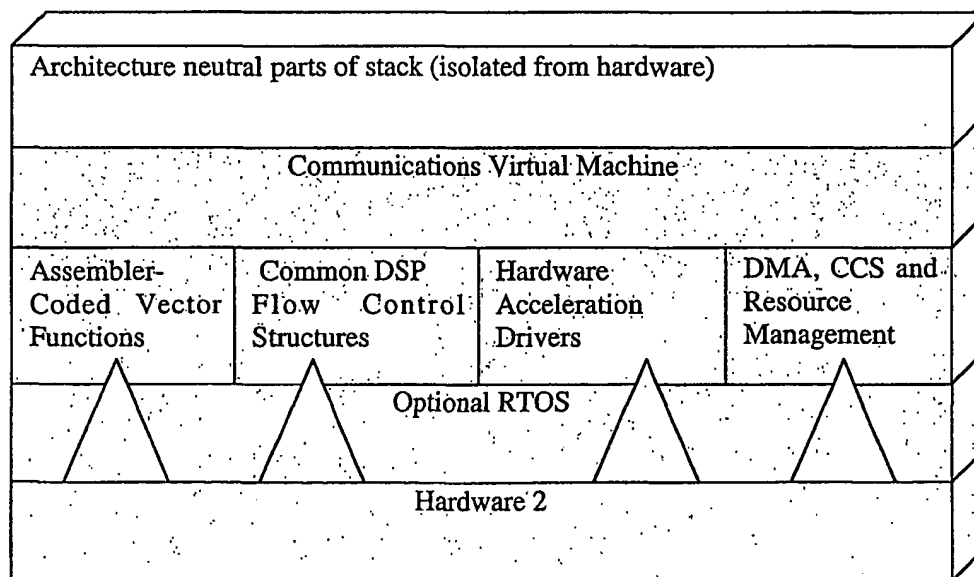 Architecture neutral parts of stack (isolated from hardware)
Communications Virtual Machine
Assembler-
Coded Vector
Functions
Common DSP
Flow Control
Structures
Hardware
Acceleration
Drivers
DMA, CCS and
Resource
Management
Optional RTOS
Hardware 2